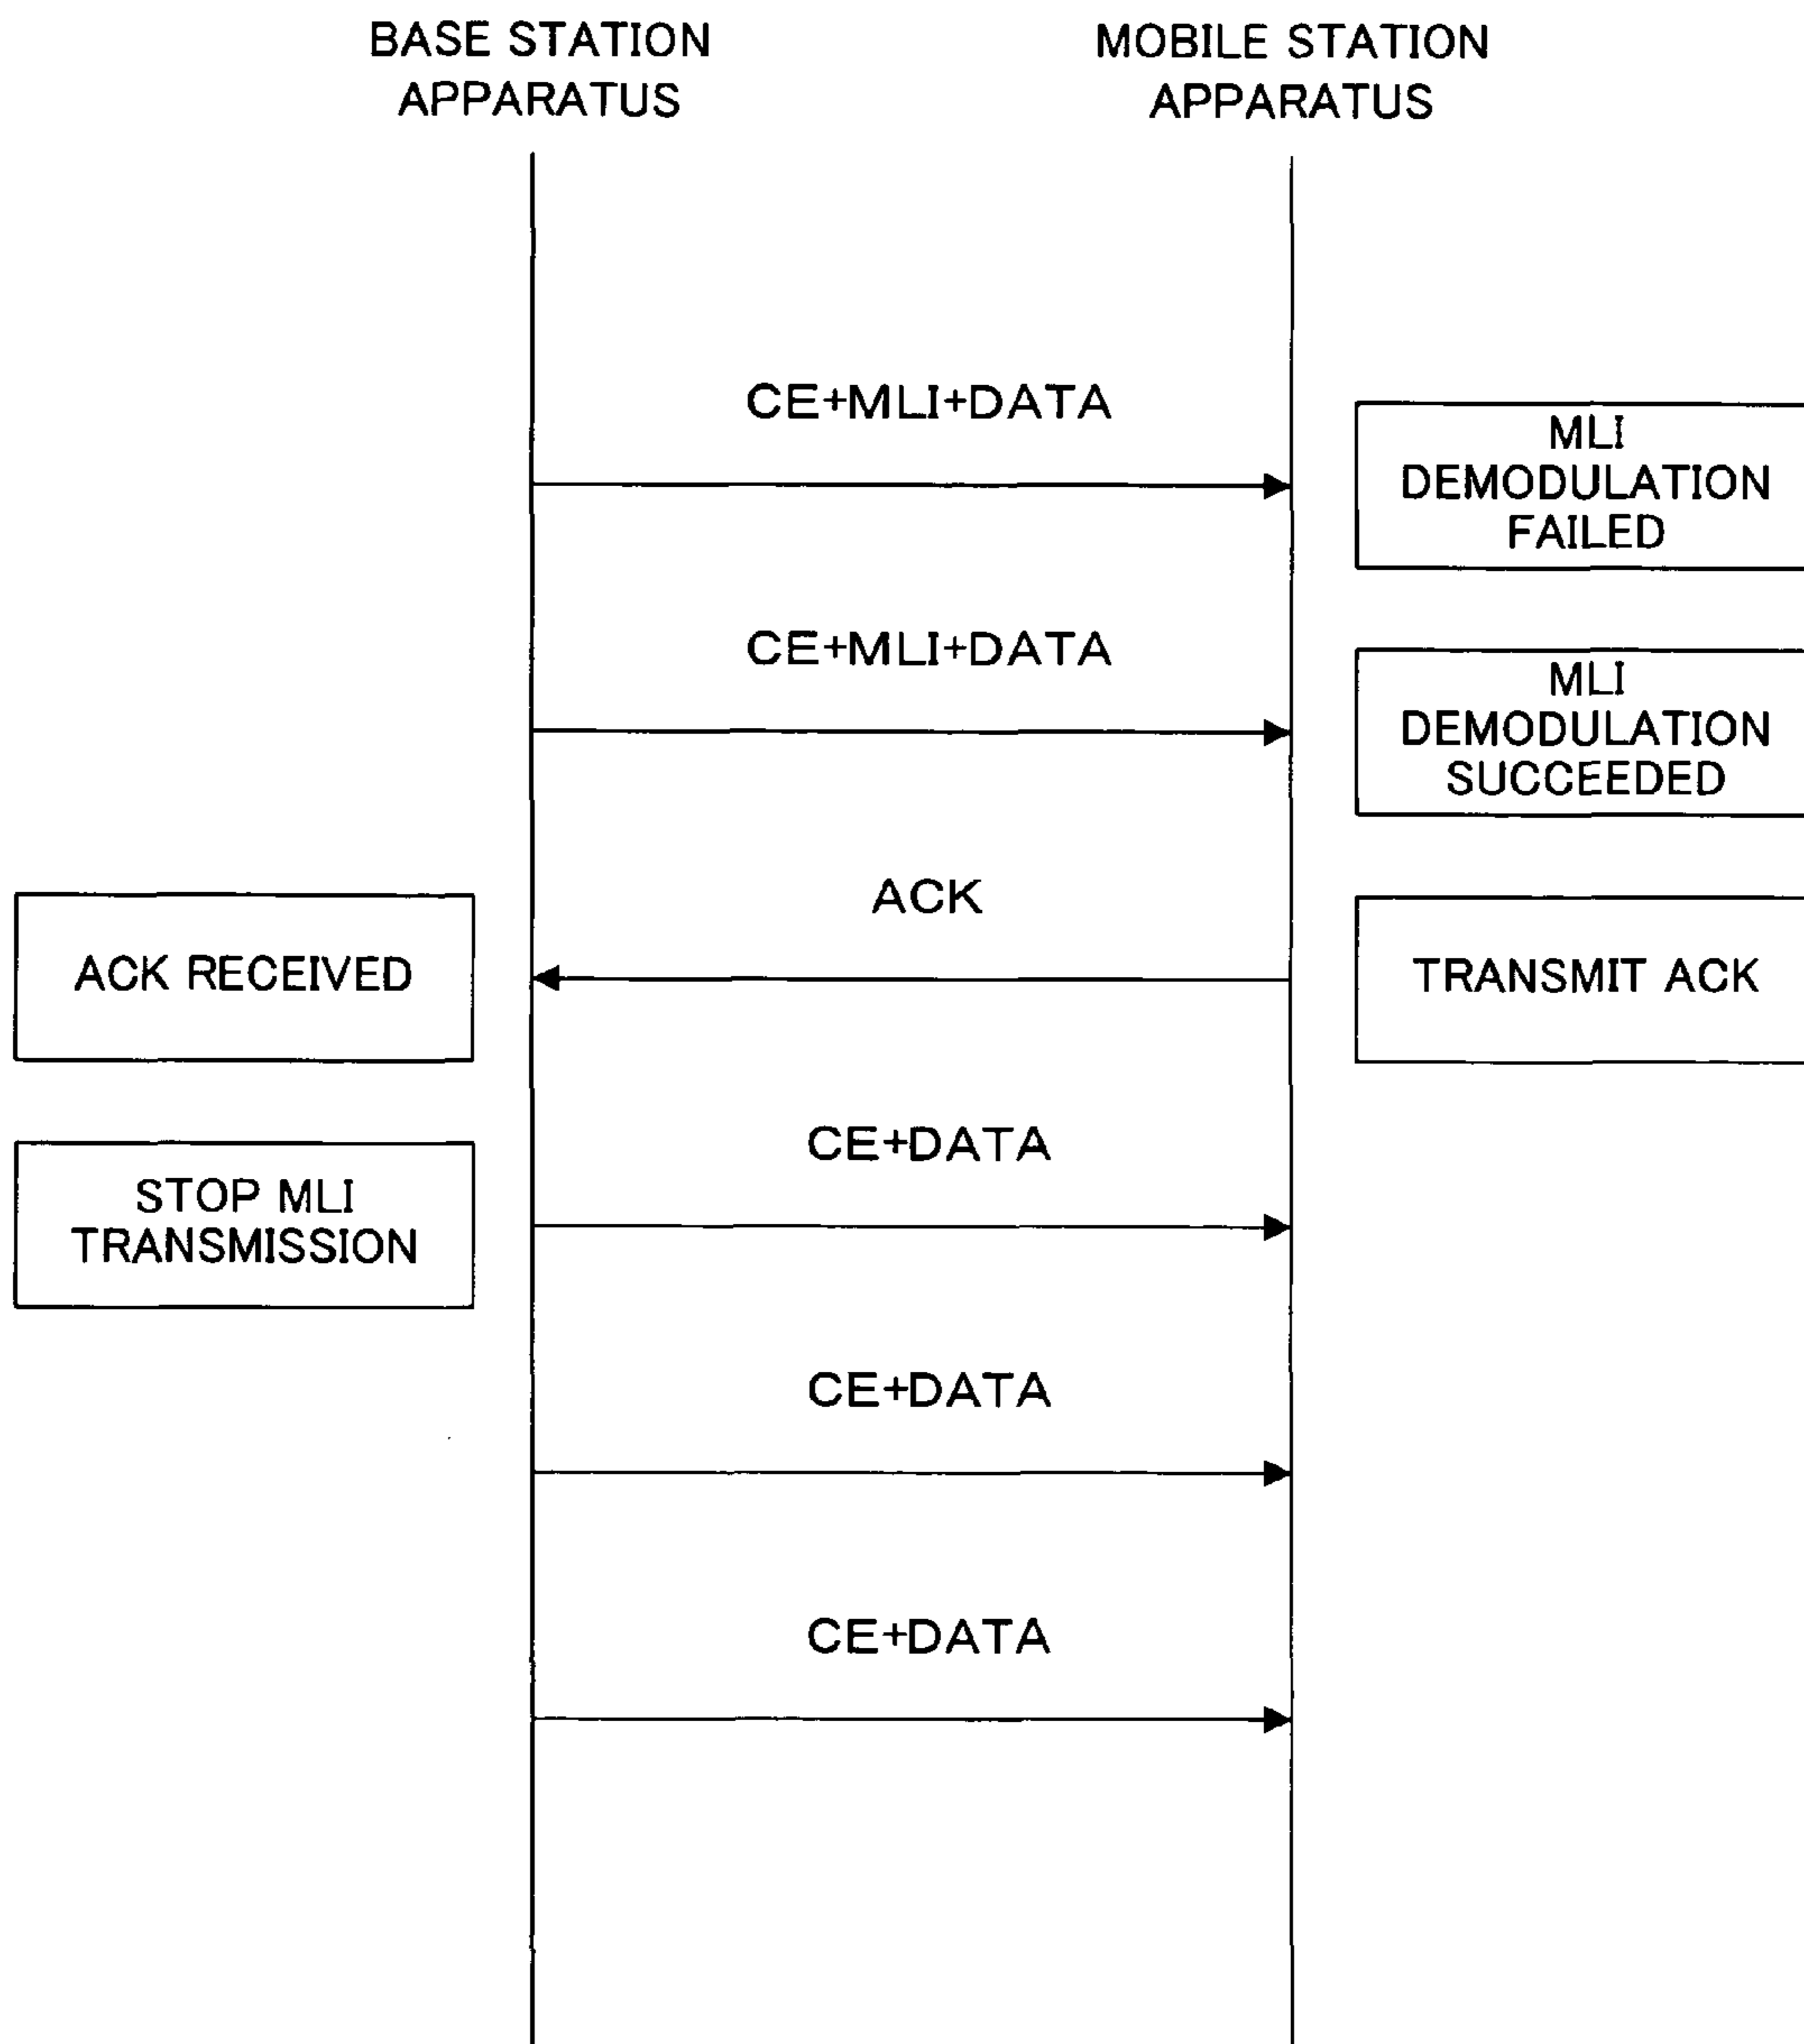 BASE STATION
APPARATUS
MOBILE STATION
APPARATUS
CE+MLI+DATA
MLI
DEMODULATION
FAILED
CE+MLI+DATA
MLI
DEMODULATION
SUCCEEDED
ACK RECEIVED
ACK
TRANSMIT ACK
STOP MLI
TRANSMISSION
CE+DATA
CE+DATA
CE+DATA